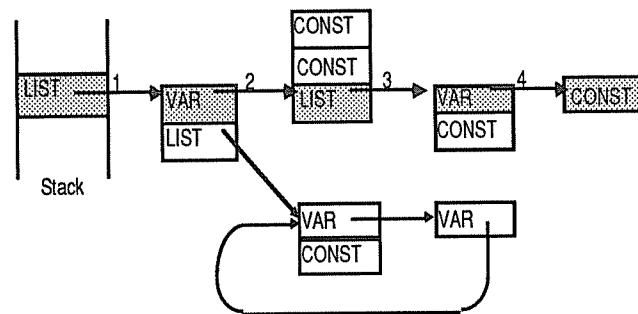 CONST
CONST
LIST 1
VAR 2
LIST 3
VAR 4
CONST
LIST
CONST
Stack
VAR
VAR
CONST